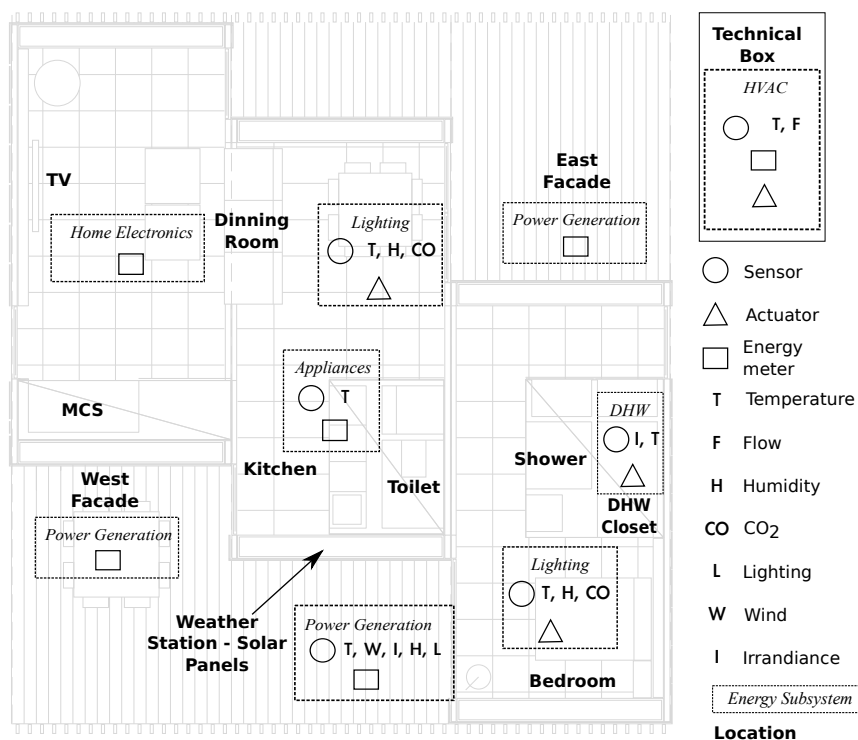 Technical
Box
HVAC
T, F
TV
Home Electronics
Dinning
Room
Lighting
T, H, CO
East
Facade
Power Generation
Sensor
Actuator
Energy
meter
T Temperature
F Flow
H Humidity
CO CO2
L Lighting
W Wind
I Irrandiance
Energy Subsystem
Location
Appliances
T
MCS
Kitchen
Toilet
Shower
DHW
I, T
DHW
Closet
West
Facade
Power Generation
Weather
Station - Solar
Panels
Power Generation
T, W, I, H, L
Lighting
T, H, CO
Bedroom